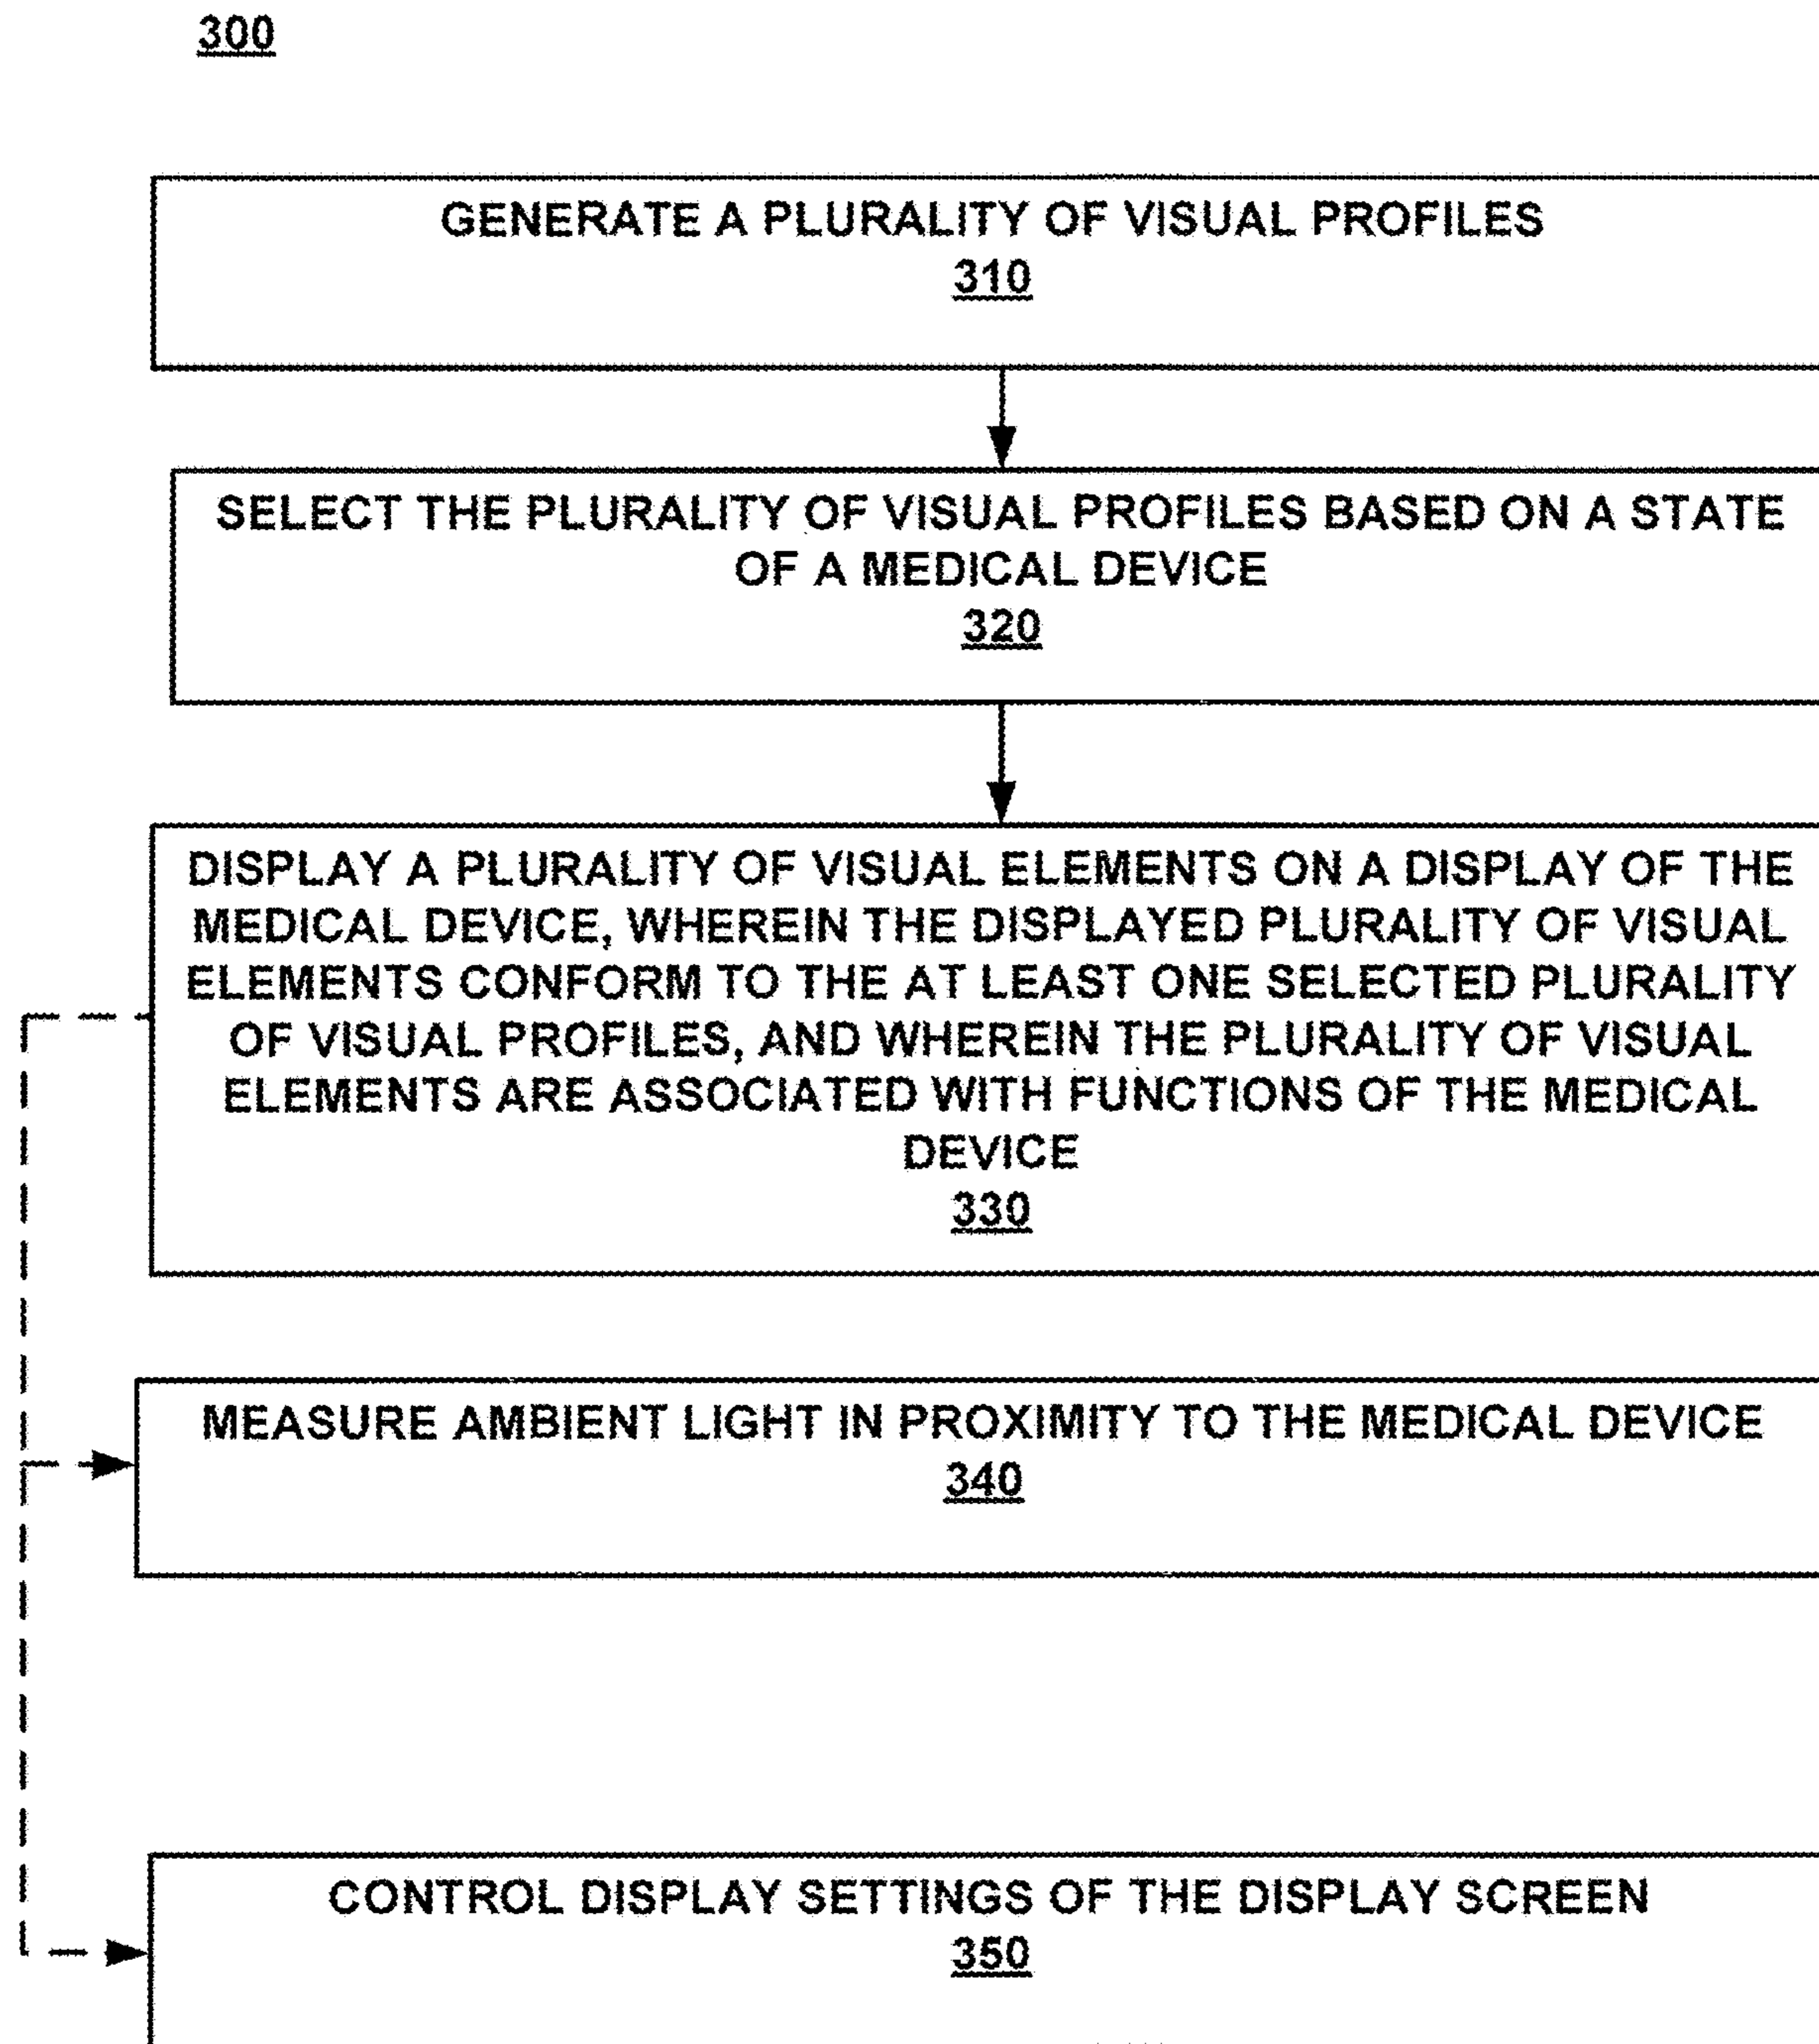 300
GENERATE A PLURALITY OF VISUAL PROFILES
310
SELECT THE PLURALITY OF VISUAL PROFILES BASED ON A STATE
OF A MEDICAL DEVICE
320
DISPLAY A PLURALITY OF VISUAL ELEMENTS ON A DISPLAY OF THE
MEDICAL DEVICE, WHEREIN THE DISPLAYED PLURALITY OF VISUAL
ELEMENTS CONFORM TO THE AT LEAST ONE SELECTED PLURALITY
OF VISUAL PROFILES, AND WHEREIN THE PLURALITY OF VISUAL
ELEMENTS ARE ASSOCIATED WITH FUNCTIONS OF THE MEDICAL
DEVICE
330
MEASURE AMBIENT LIGHT IN PROXIMITY TO THE MEDICAL DEVICE
340
CONTROL DISPLAY SETTINGS OF THE DISPLAY SCREEN
350